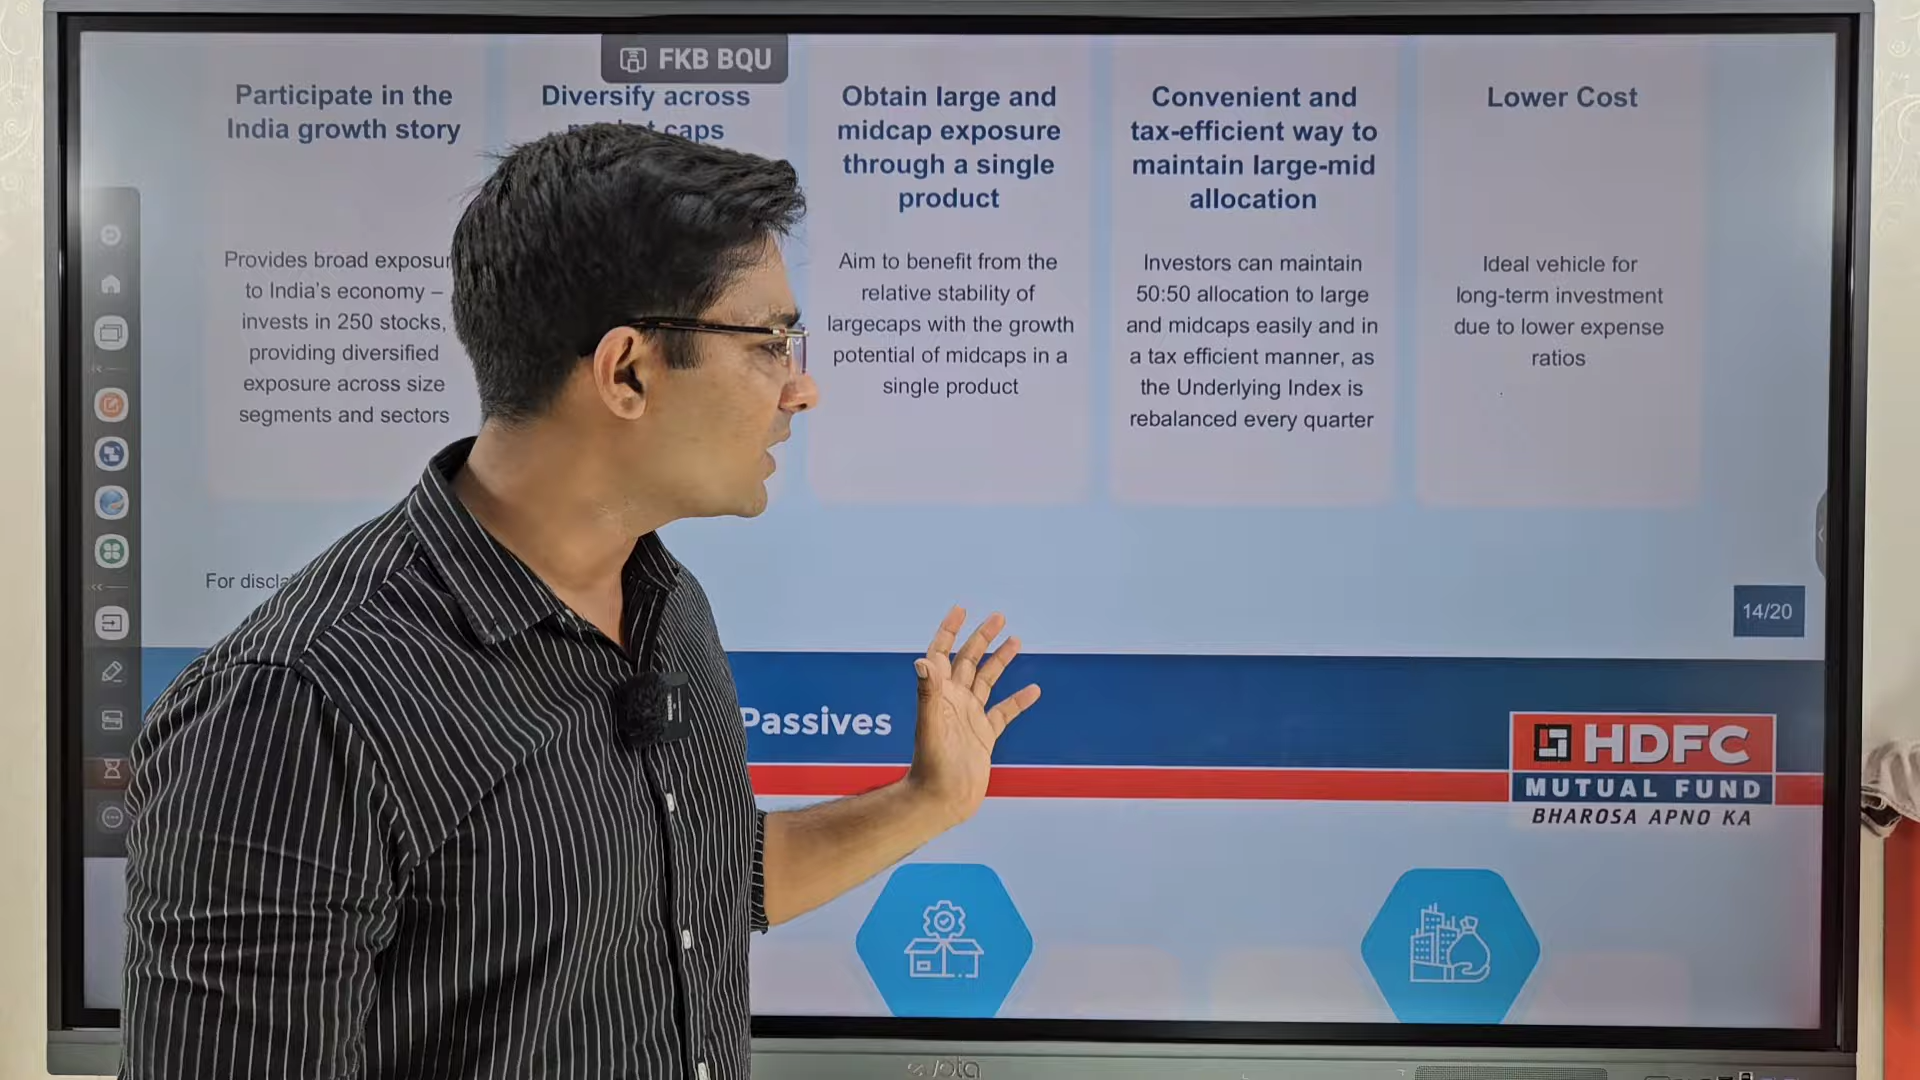 FKB BQU
Participate in the
India growth story
Diversify across
caps
Obtain large and
midcap exposure
through a single
product
Convenient and
tax-efficient way to
maintain large-mid
allocation
Lower Cost
Provides broad
to India's economy –
invests in 250 stocks,
providing diversified
exposure across size
segments and sectors
Aim to benefit from the
relative stability of
largecaps with the growth
potential of midcaps in a
single product
Investors can maintain
50:50 allocation to large
and midcaps easily and in
a tax efficient manner, as
the Underlying Index is
rebalanced every quarter
Ideal vehicle for
long-term investment
due to lower expense
ratios
For
14/20
Passives
HDFC
MUTUAL FUND
BHAROSA APNO KA